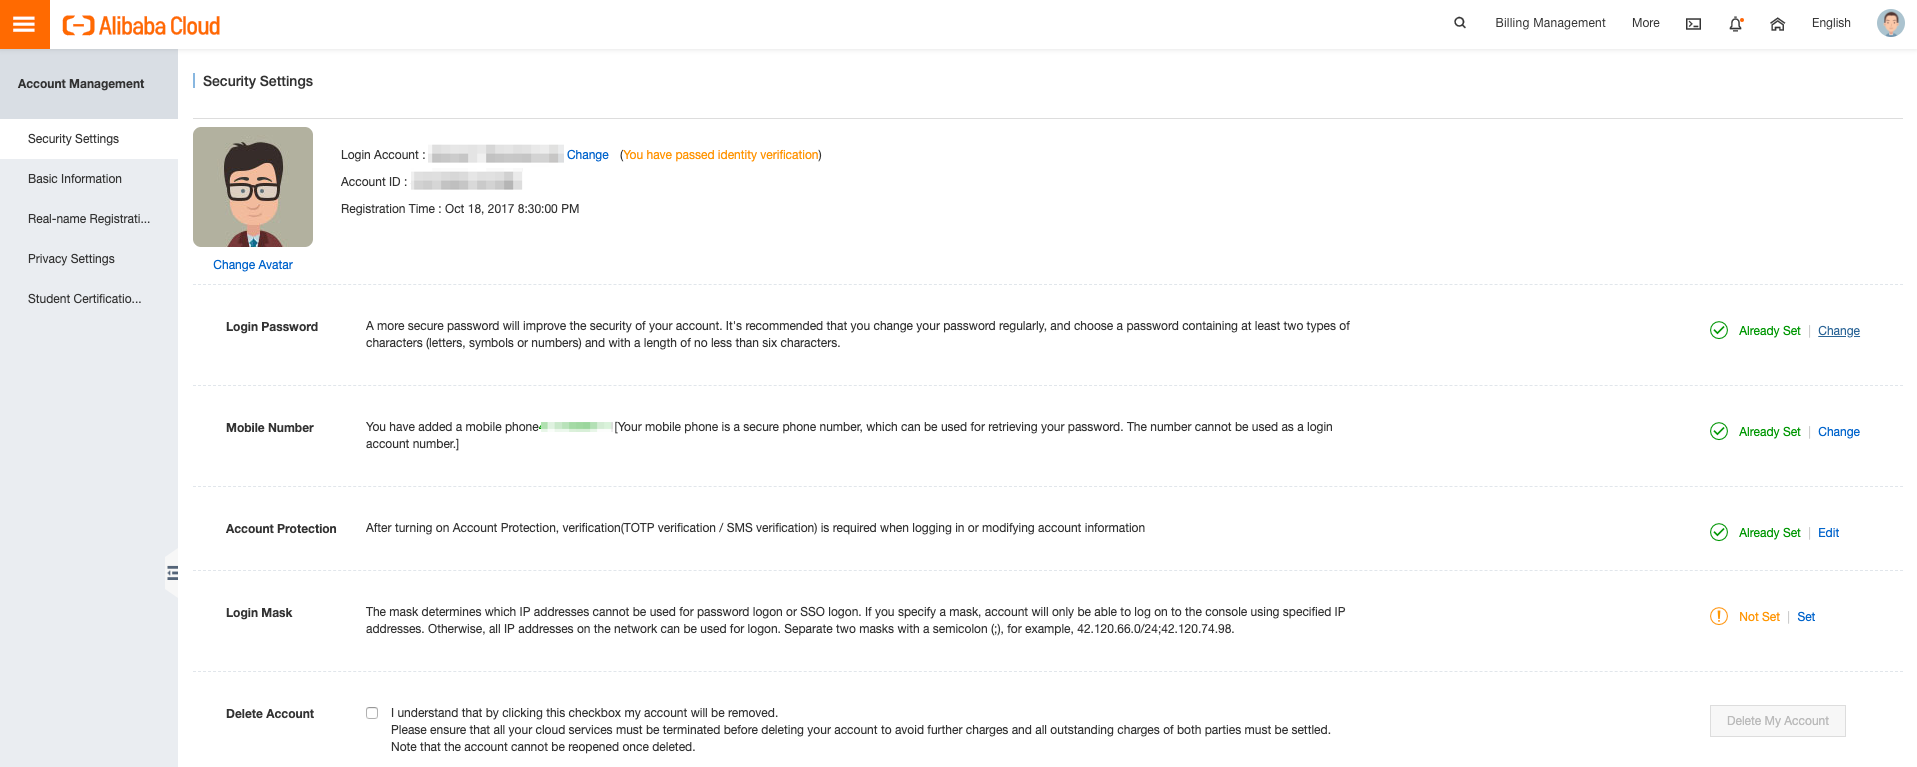 Alibaba Cloud
Billing Management
More
English
Account Management
Security Settings
Basic Information
Real-name Registrati...
Privacy Settings
Student Certificatio...
Security Settings
Login Account : Change (You have passed identity verification)
Account ID :
Registration Time : Oct 18, 2017 8:30:00 PM
Change Avatar
Login Password
A more secure password will improve the security of your account. It's recommended that you change your password regularly, and choose a password containing at least two types of
characters (letters, symbols or numbers) and with a length of no less than six characters.
Already Set | Change
Mobile Number
You have added a mobile phone [Your mobile phone is a secure phone number, which can be used for retrieving your password. The number cannot be used as a login
account number.]
Already Set | Change
Account Protection
After turning on Account Protection, verification(TOTP verification / SMS verification) is required when logging in or modifying account information
Already Set | Edit
Login Mask
The mask determines which IP addresses cannot be used for password logon or SSO logon. If you specify a mask, account will only be able to log on to the console using specified IP
addresses. Otherwise, all IP addresses on the network can be used for logon. Separate two masks with a semicolon (;), for example, 42.120.66.0/24;42.120.74.98.
Not Set | Set
Delete Account
I understand that by clicking this checkbox my account will be removed.
Please ensure that all your cloud services must be terminated before deleting your account to avoid further charges and all outstanding charges of both parties must be settled.
Note that the account cannot be reopened once deleted.
Delete My Account